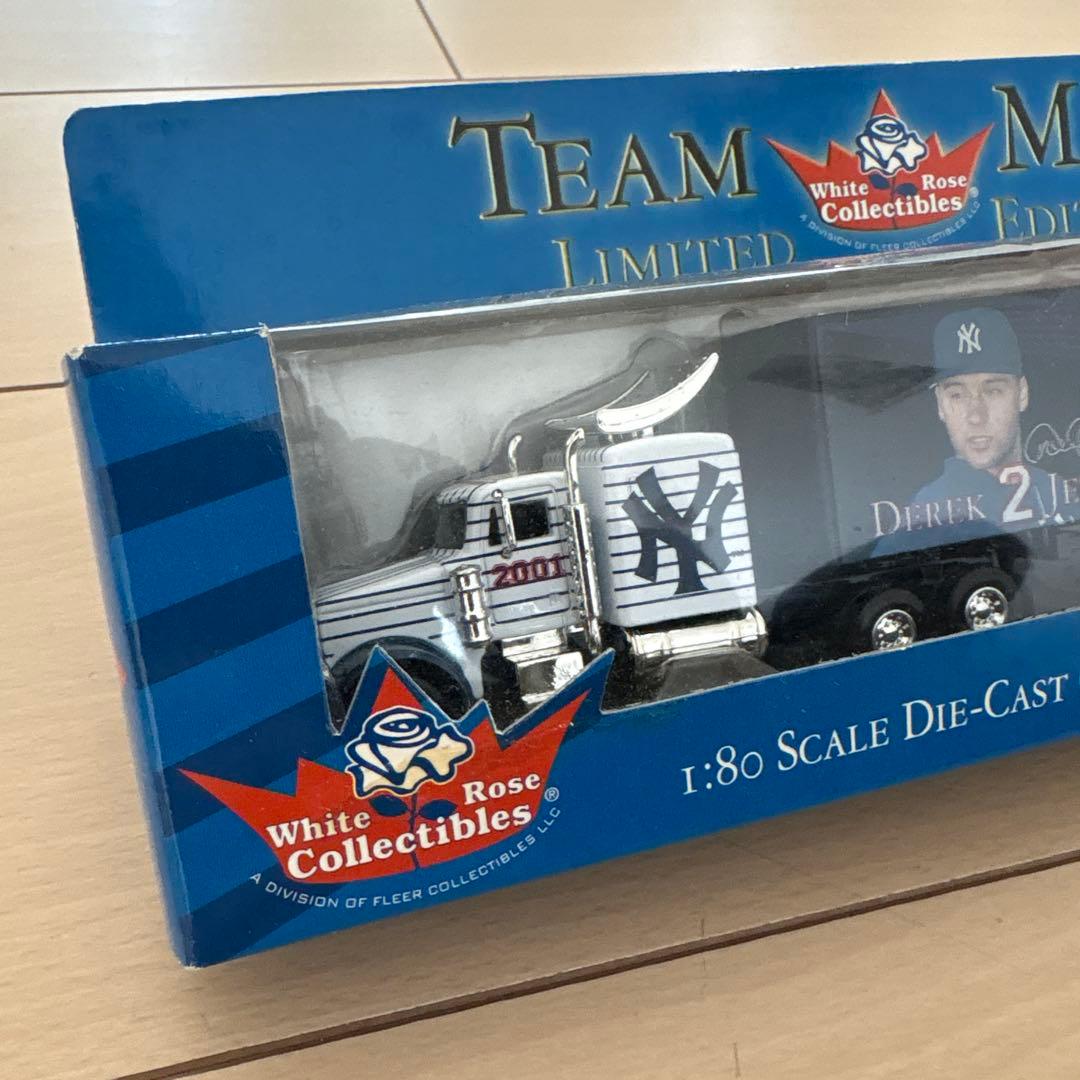 TEAM M
LIMITED EDIT
White Rose
Collectibles®
A DIVISION OF FLEER COLLECTIBLES LLC
NY
NY
2001
DEREK 2 JE
1:80 SCALE DIE-CAST
White Rose
Collectibles®
A DIVISION OF FLEER COLLECTIBLES LLC